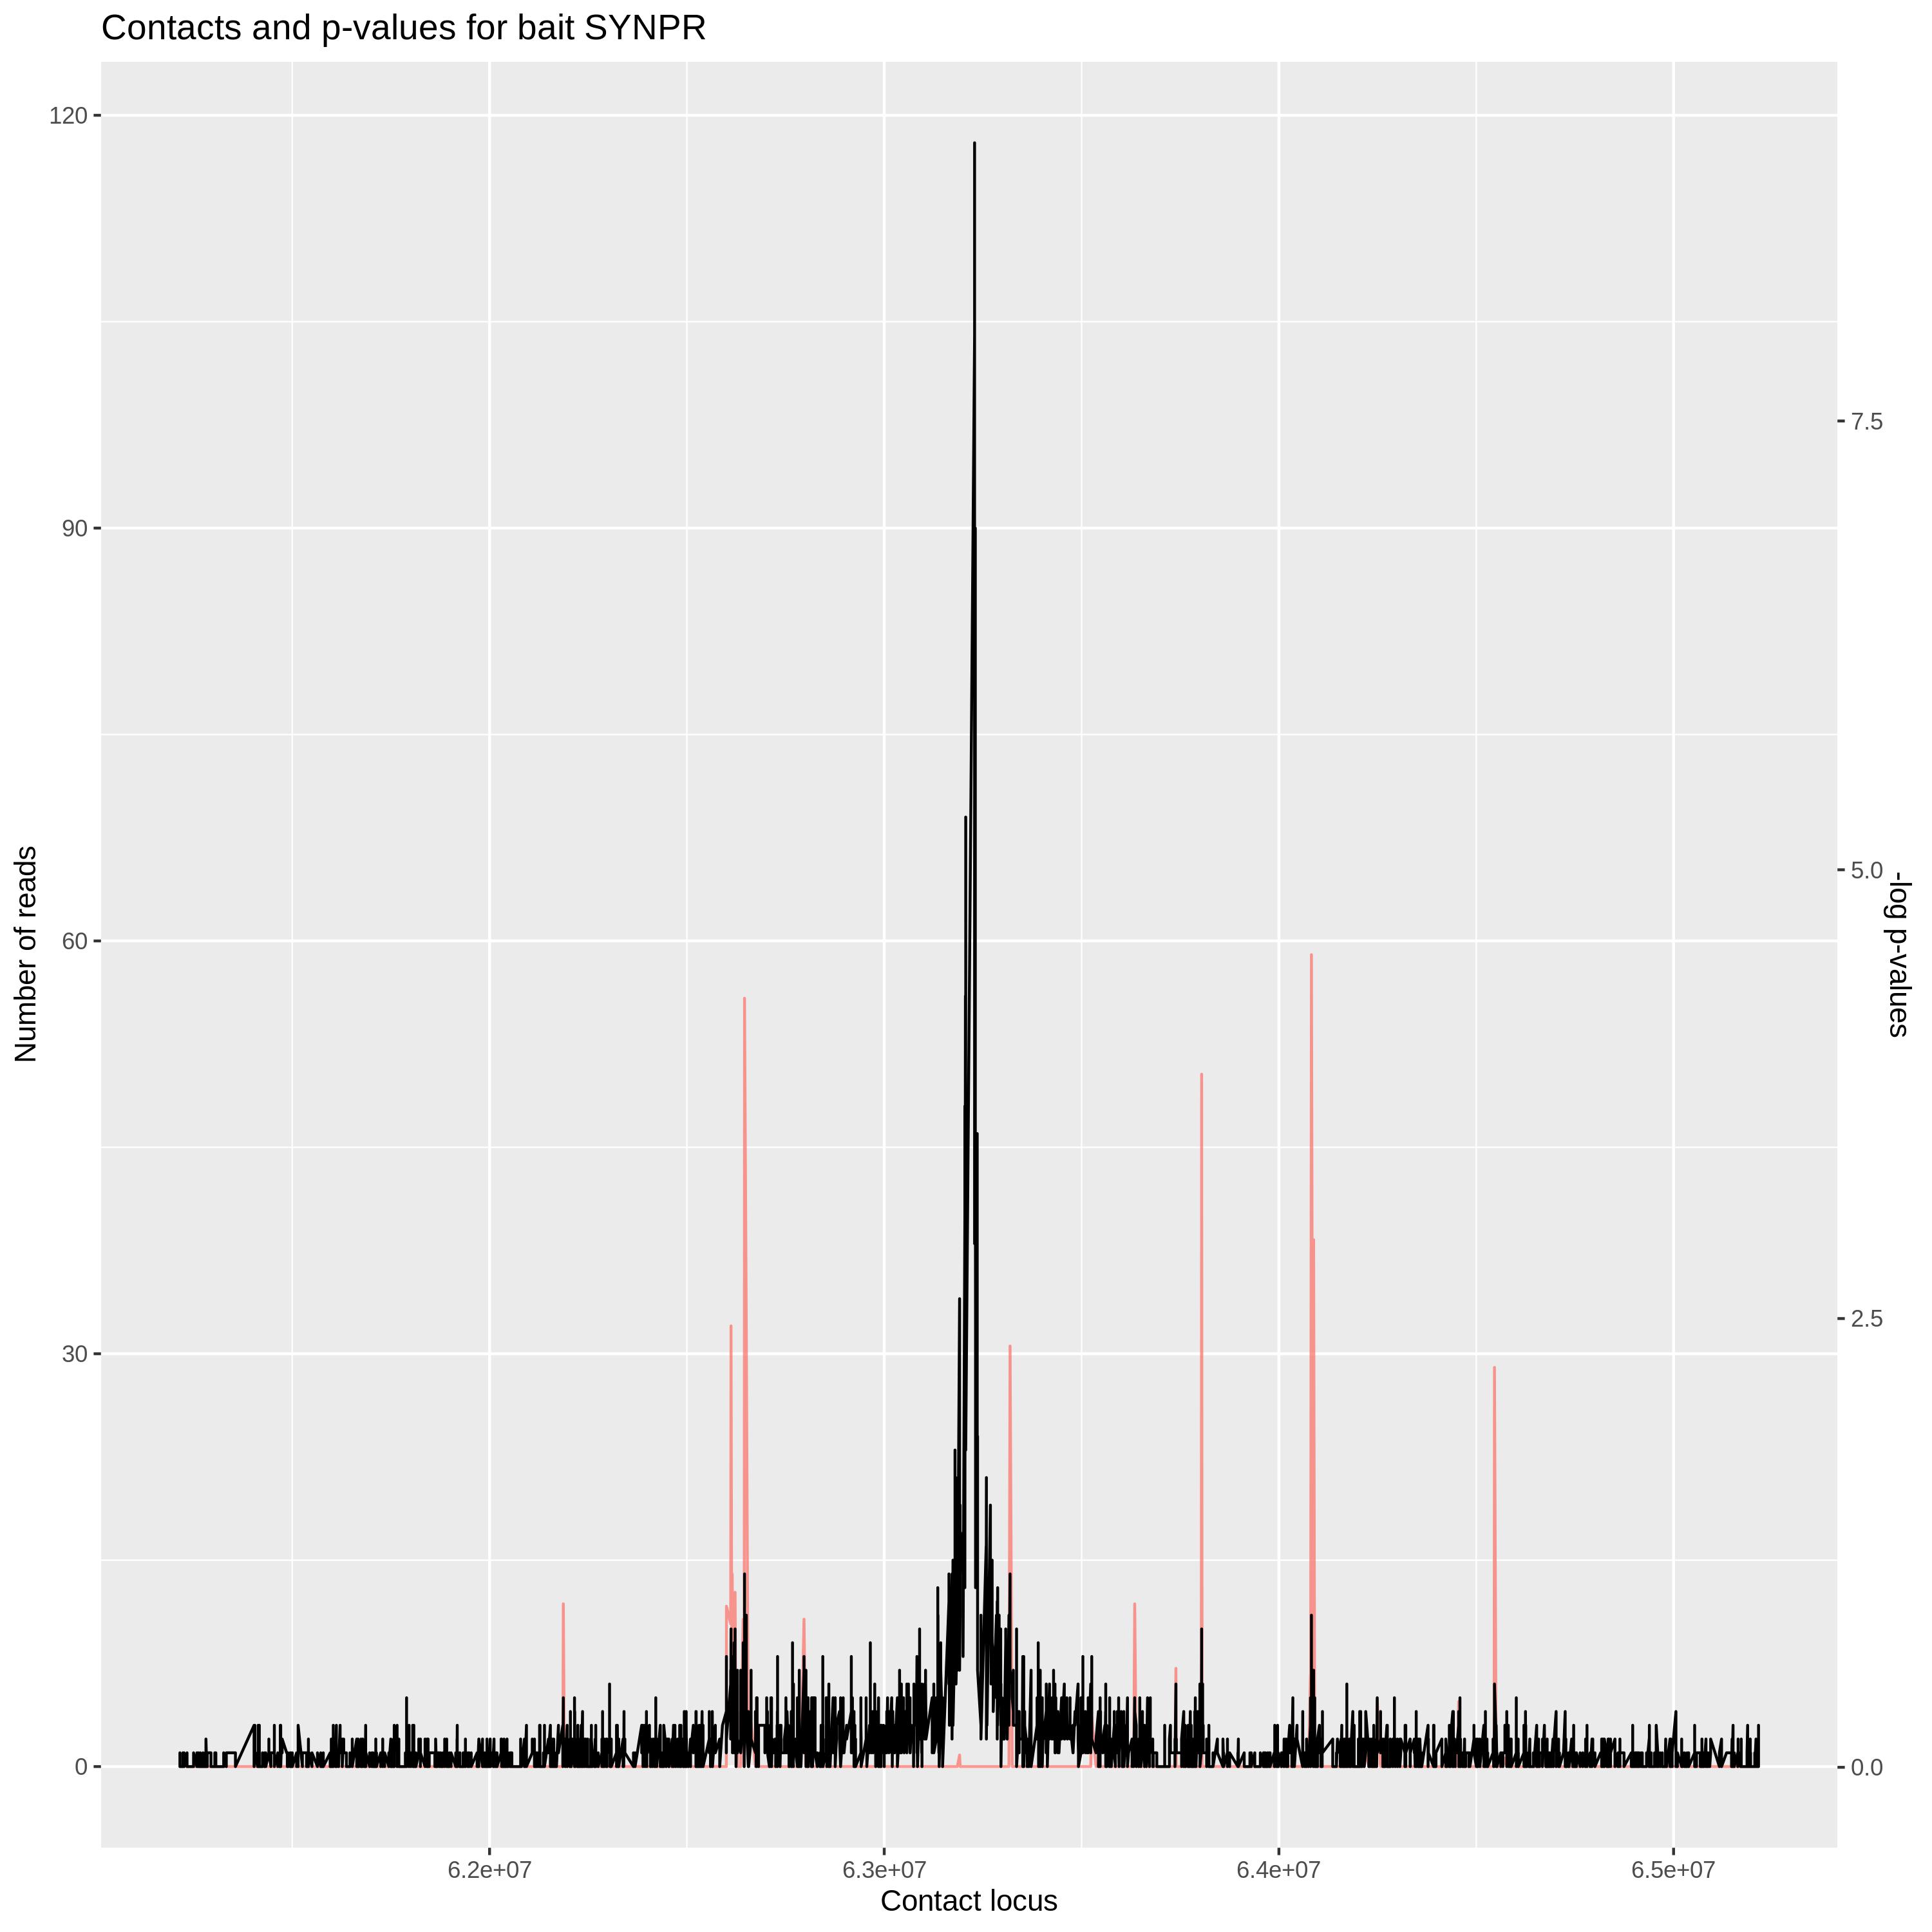 Contacts and p-values for bait SYNPR
120
90
60
30
0
Number of reads
7.5
5.0
2.5
0.0
-log p-values
6.2e+07
6.3e+07
6.4e+07
6.5e+07
Contact locus